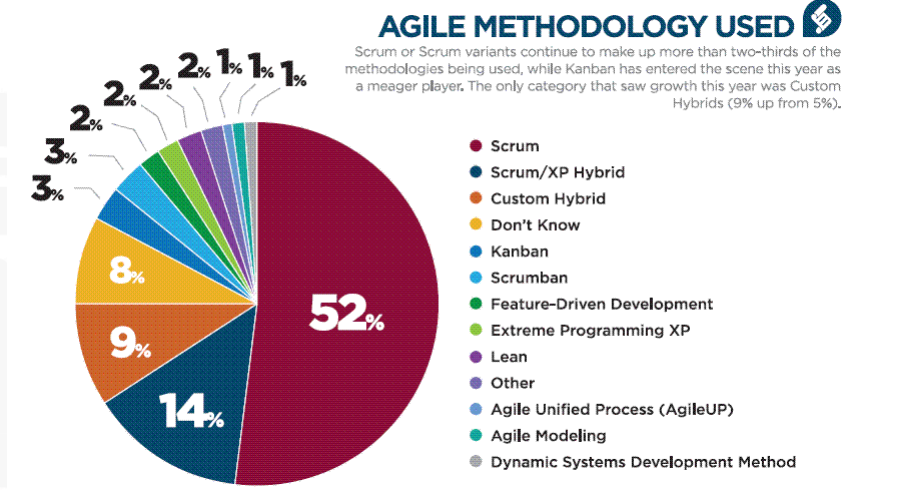 AGILE METHODOLOGY USED
Scrum or Scrum variants continue to make up more than two-thirds of the
methodologies being used, while Kanban has entered the scene this year as
a meager player. The only category that saw growth this year was Custom
Hybrids (9% up from 5%).
1%
1%
1%
2%
2%
2%
2%
3%
3%
8%
9%
14%
52%
Scrum
Scrum/XP Hybrid
Custom Hybrid
Don't Know
Kanban
Scrumban
Feature-Driven Development
Extreme Programming XP
Lean
Other
Agile Unified Process (AgileUP)
Agile Modeling
Dynamic Systems Development Method